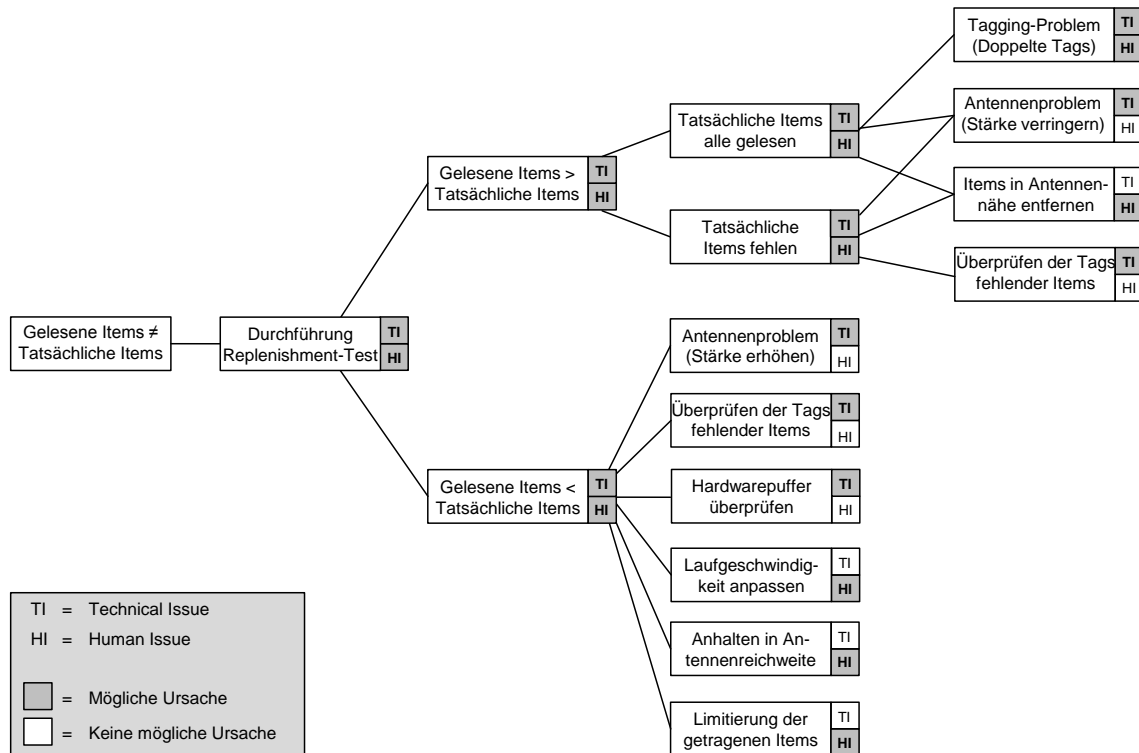 Gelesene Items ≠
Tatsächliche Items
Durchführung
Replenishment-Test
TI
HI
Gelesene Items >
Tatsächliche Items
TI
HI
Tatsächliche Items
alle gelesen
TI
HI
Tatsächliche
Items fehlen
TI
HI
Tagging-Problem
(Doppelte Tags)
TI
HI
Antennenproblem
(Stärke verringern)
TI
HI
Items in Antennen-
nähe entfernen
TI
HI
Überprüfen der Tags
fehlender Items
TI
HI
Gelesene Items <
Tatsächliche Items
TI
HI
Antennenproblem
(Stärke erhöhen)
TI
HI
Überprüfen der Tags
fehlender Items
TI
HI
Hardwarepuffer
überprüfen
TI
HI
Laufgeschwindig-
keit anpassen
TI
HI
Anhalten in An-
tennenreichweite
TI
HI
Limitierung der
getragenen Items
TI
HI
TI = Technical Issue
HI = Human Issue
= Mögliche Ursache
= Keine mögliche Ursache